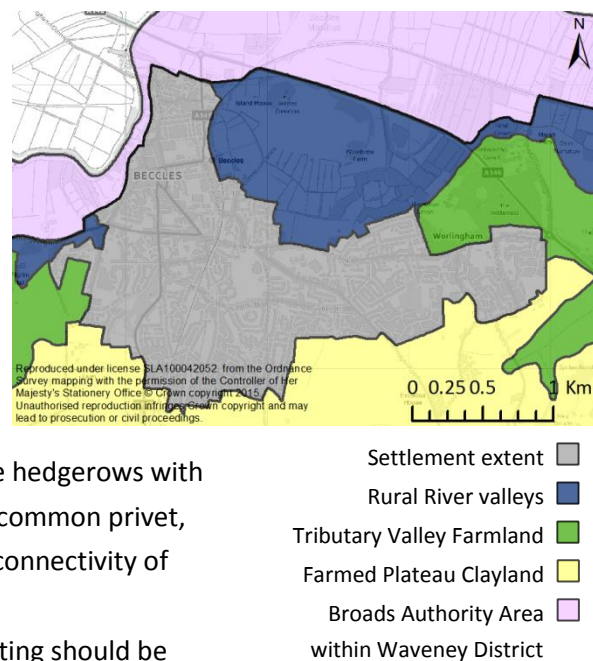 N
BECCLES
Beccles
Worlingham
Reproduced under license SLA100042052 from the Ordnance
Survey mapping with the permission of the Controller of Her
Majesty's Stationery Office © Crown copyright 2015
Unauthorised reproduction infringes Crown copyright and may
lead to prosecution or civil proceedings.
0 0.25 0.5 1 Km
e hedgerows with
common privet,
connectivity of
ting should be
Settlement extent
Rural River valleys
Tributary Valley Farmland
Farmed Plateau Clayland
Broads Authority Area
within Waveney District